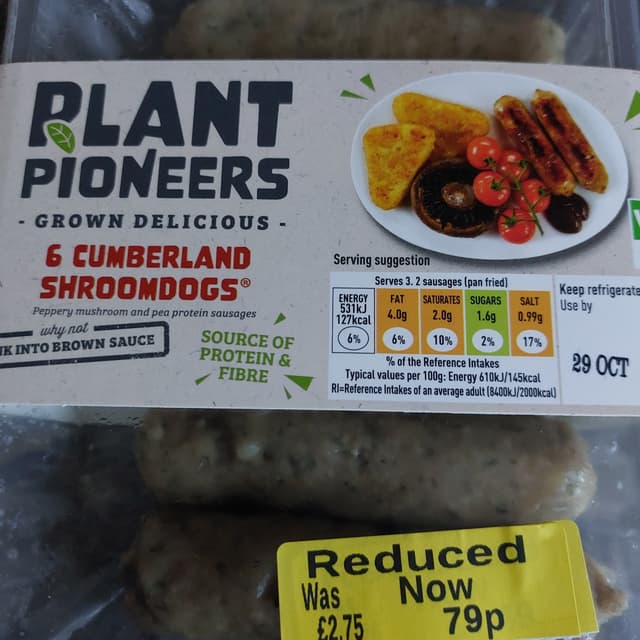 PLANT
PIONEERS
- GROWN DELICIOUS -
6 CUMBERLAND
SHROOMDOGS®
Peppery mushroom and pea protein sausages
why not
INTO BROWN SAUCE
SOURCE OF
PROTEIN &
FIBRE
Serving suggestion
Serves 3. 2 sausages (pan fried)
ENERGY
531kJ
127kcal
6%
FAT
4.0g
6%
SATURATES
2.0g
10%
SUGARS
1.6g
2%
SALT
0.99g
17%
% of the Reference Intakes
Typical values per 100g: Energy 610kJ/145kcal
RI=Reference Intakes of an average adult (8400kJ/2000kcal)
Keep refrigerate
Use by
29 OCT
Reduced
Was Now
£2.75 79p